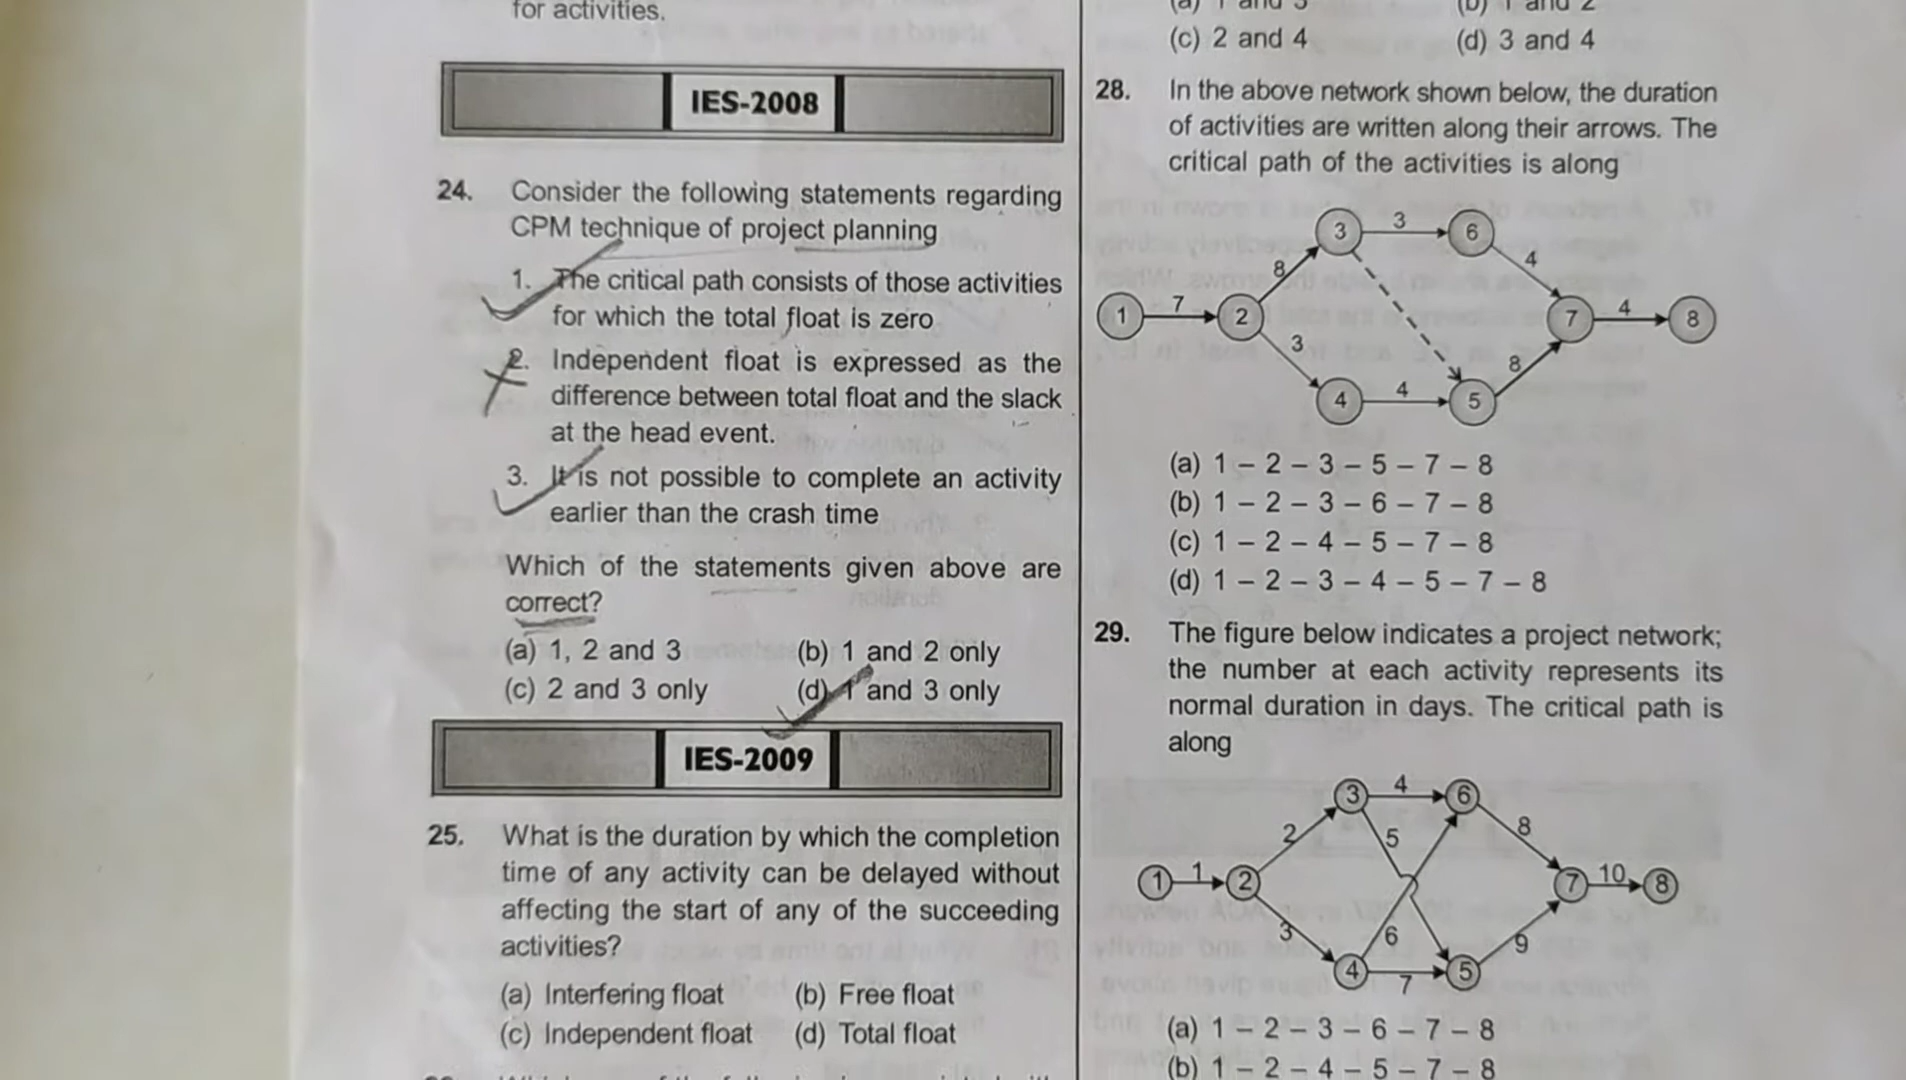 for activities.
IES-2008
24. Consider the following statements regarding
CPM technique of project planning
1. The critical path consists of those activities
for which the total float is zero
2. Independent float is expressed as the
difference between total float and the slack
at the head event.
3. It is not possible to complete an activity
earlier than the crash time
Which of the statements given above are
correct?
(a) 1, 2 and 3 (b) 1 and 2 only
(c) 2 and 3 only (d) 1 and 3 only
IES-2009
25. What is the duration by which the completion
time of any activity can be delayed without
affecting the start of any of the succeeding
activities?
(a) Interfering float (b) Free float
(c) Independent float (d) Total float
(c) 2 and 4 (d) 3 and 4
28. In the above network shown below, the duration
of activities are written along their arrows. The
critical path of the activities is along
3 3 6
8 4
1 7 2 7 4 8
3 8
4 4 5
(a) 1 – 2 – 3 – 5 – 7 – 8
(b) 1 – 2 – 3 – 6 – 7 – 8
(c) 1 – 2 – 4 – 5 – 7 – 8
(d) 1 – 2 – 3 – 4 – 5 – 7 – 8
29. The figure below indicates a project network;
the number at each activity represents its
normal duration in days. The critical path is
along
3 4 6
2 5 8
1 1 2 7 10 8
3 6 9
4 7 5
(a) 1 – 2 – 3 – 6 – 7 – 8
(b) 1 – 2 – 4 – 5 – 7 – 8